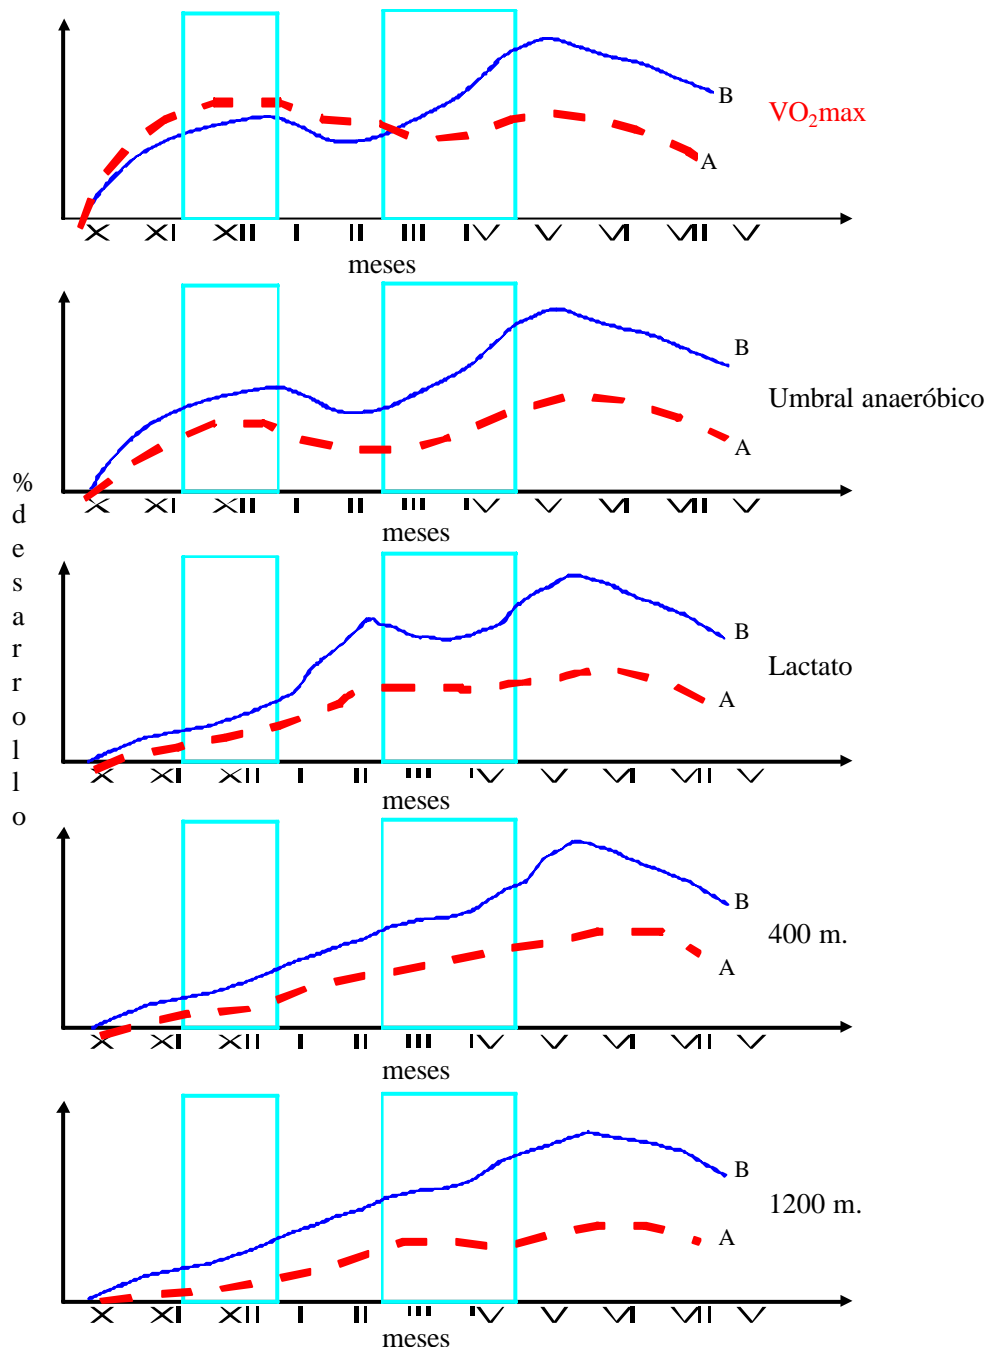 B
VO₂max
A
X XI XII I II III IV V VI VII V
meses
B
Umbral anaeróbico
A
X XI XII I II III IV V VI VII V
meses
% desarrollo
B
Lactato
A
X XI XII I II III IV V VI VII V
meses
B
400 m.
A
X XI XII I II III IV V VI VII V
meses
B
1200 m.
A
X XI XII I II III IV V VI VII V
meses